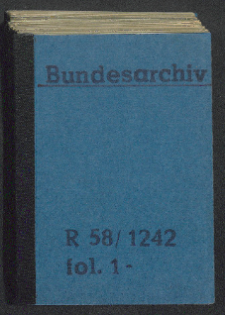 Bundesarchiv
R 58/1242
fol. 1-